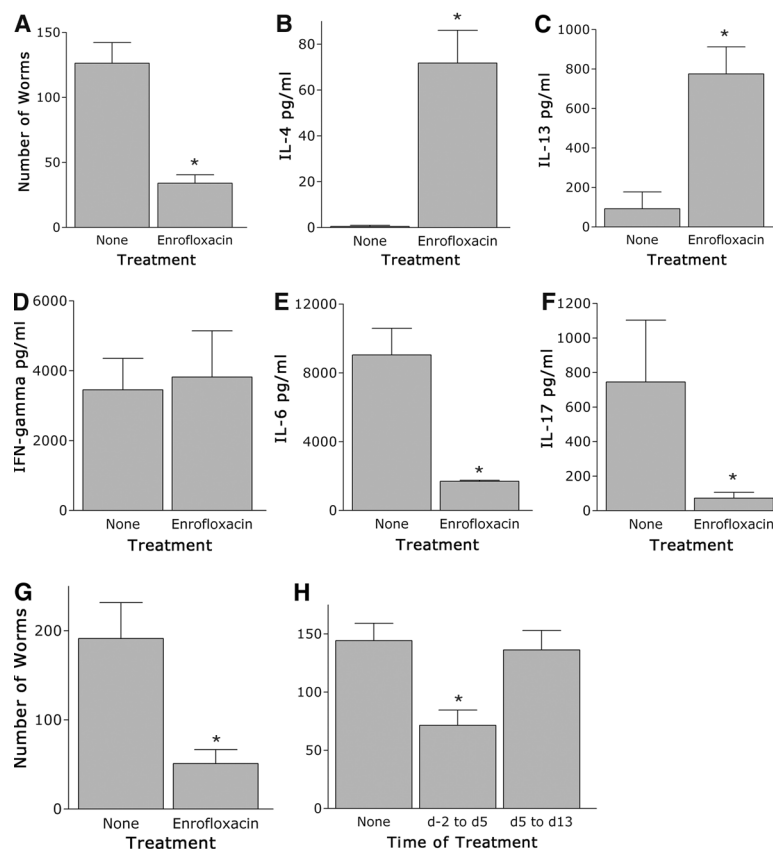 A
Number of Worms
150
100
50
0
None Enrofloxacin
Treatment
*
B
IL-4 pg/ml
80
60
40
20
0
None Enrofloxacin
Treatment
*
C
IL-13 pg/ml
1000
800
600
400
200
0
None Enrofloxacin
Treatment
*
D
IFN-gamma pg/ml
6000
4000
2000
0
None Enrofloxacin
Treatment
E
IL-6 pg/ml
12000
8000
4000
0
None Enrofloxacin
Treatment
*
F
IL-17 pg/ml
1200
1000
800
600
400
200
0
None Enrofloxacin
Treatment
*
G
Number of Worms
200
100
0
None Enrofloxacin
Treatment
*
H
150
100
50
0
None d-2 to d5 d5 to d13
Time of Treatment
*